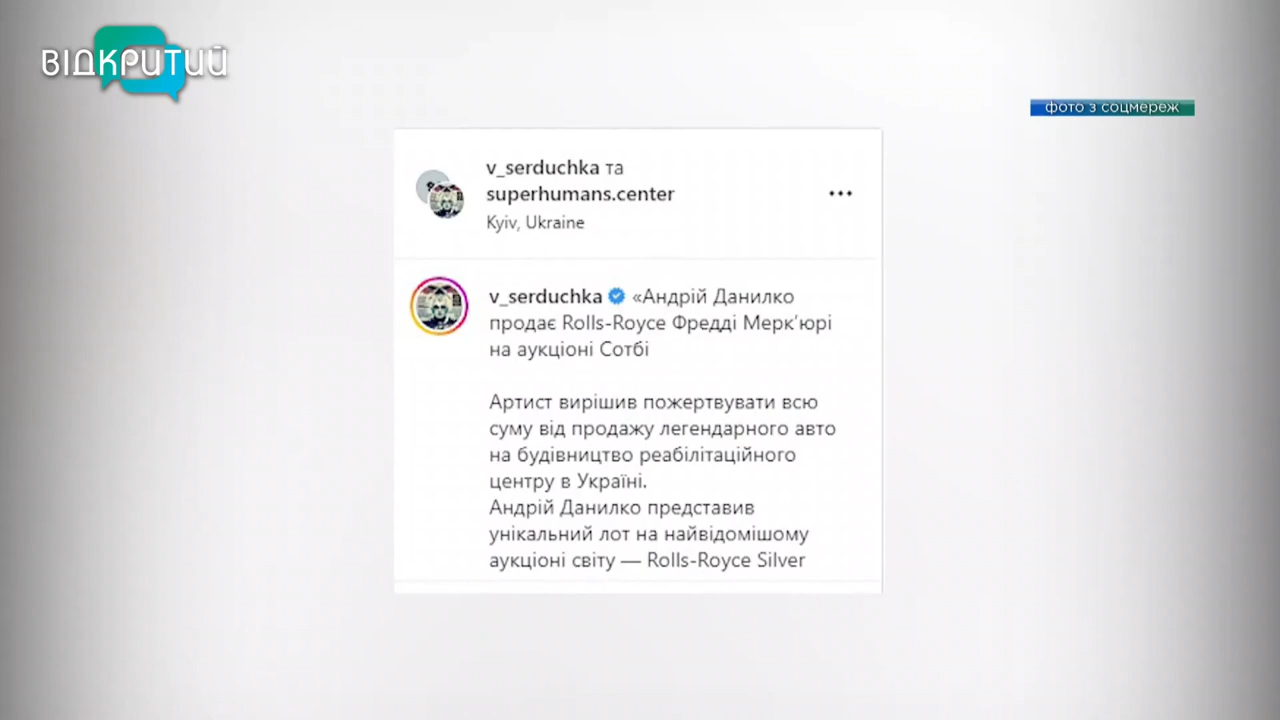 ВІДКРИТИЙ
фото з соцмереж
v_serduchka та
superhumans.center
Kyiv, Ukraine
v_serduchka «Андрій Данилко
продає Rolls-Royce Фредді Мерк’юрі
на аукціоні Сотбі
Артист вирішив пожертвувати всю
суму від продажу легендарного авто
на будівництво реабілітаційного
центру в Україні.
Андрій Данилко представив
унікальний лот на найвідомішому
аукціоні світу — Rolls-Royce Silver